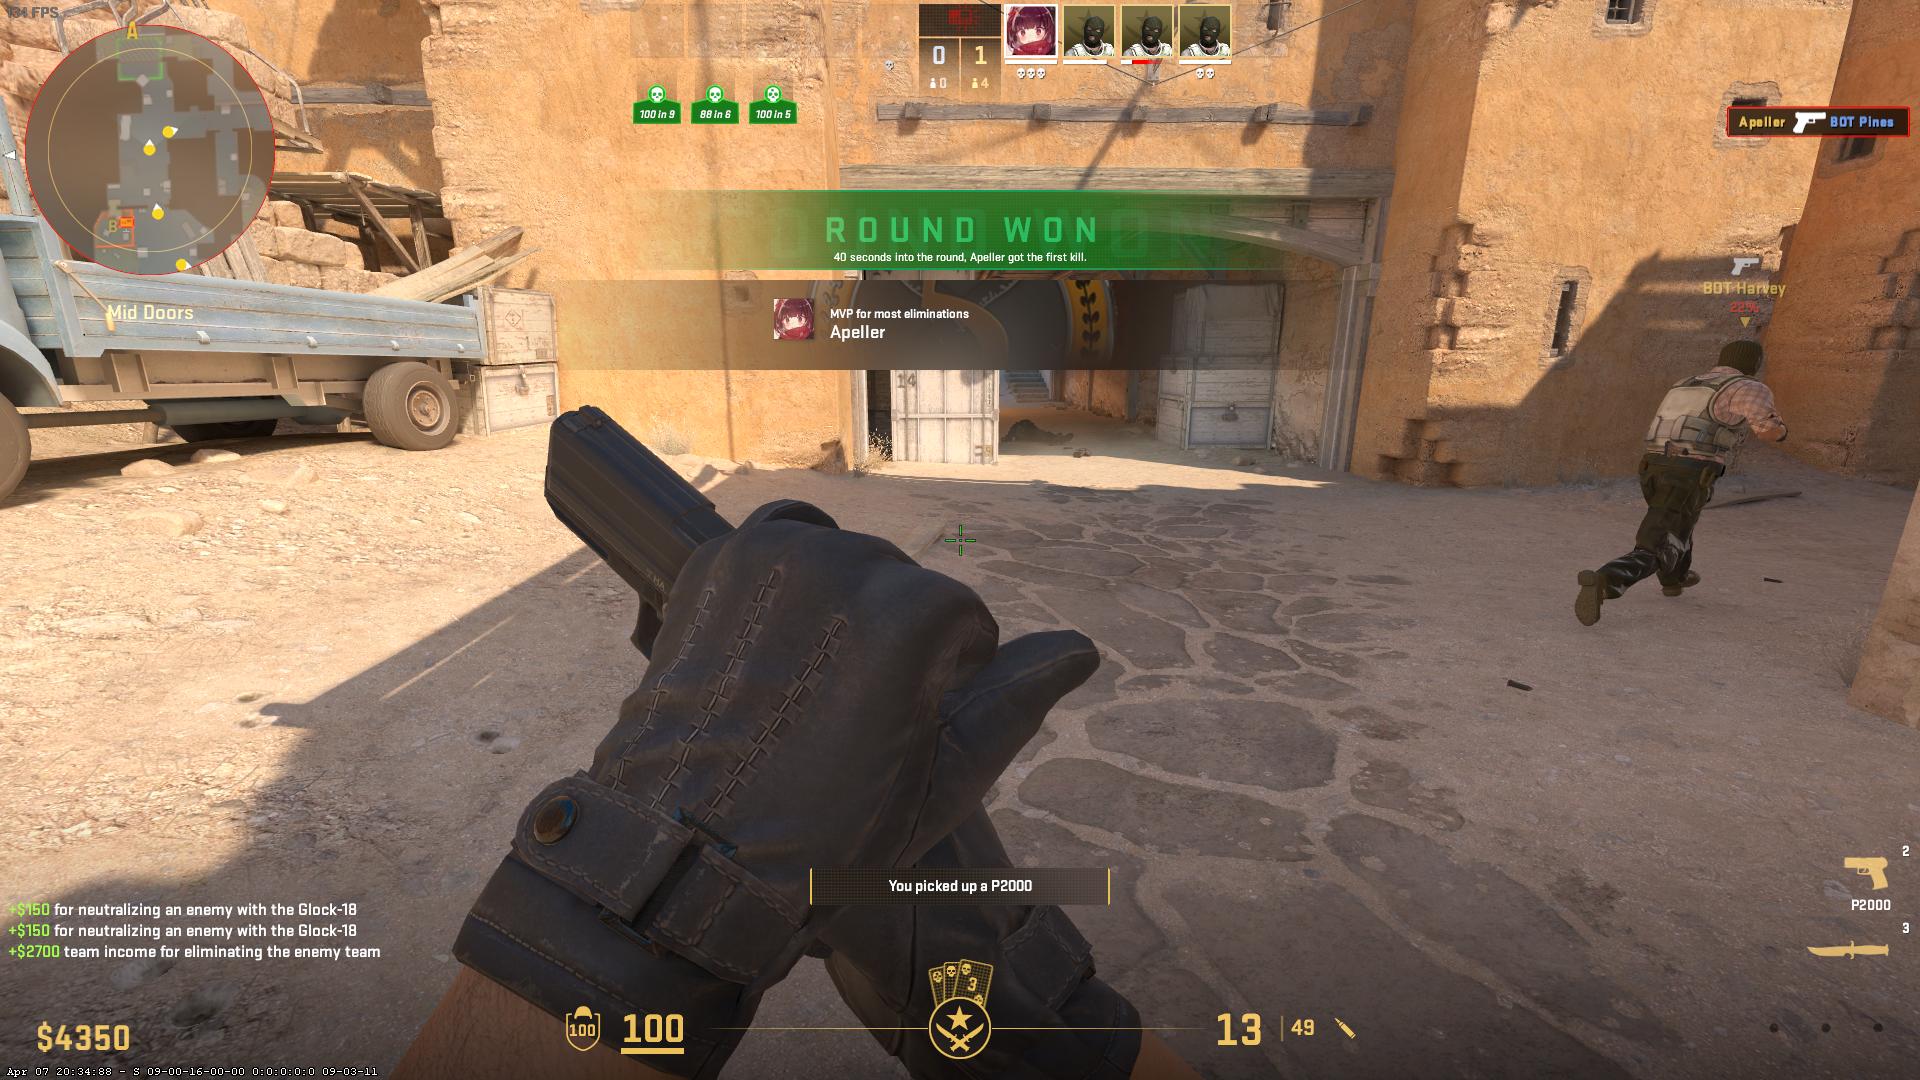 134 FPS
A
B
Mid Doors
0
1
0
4
100 in 9
88 in 6
100 in 5
Apeller BOT Pines
ROUND WON
40 seconds into the round, Apeller got the first kill.
MVP for most eliminations
Apeller
BOT Harvey
22%
14
You picked up a P2000
+$150 for neutralizing an enemy with the Glock-18
+$150 for neutralizing an enemy with the Glock-18
+$2700 team income for eliminating the enemy team
2
P2000
3
$4350
100
100
3
13
49
Apr 07 20:34:88 - S 09-00-16-00-00 0:0:0:0:0 09-03-11